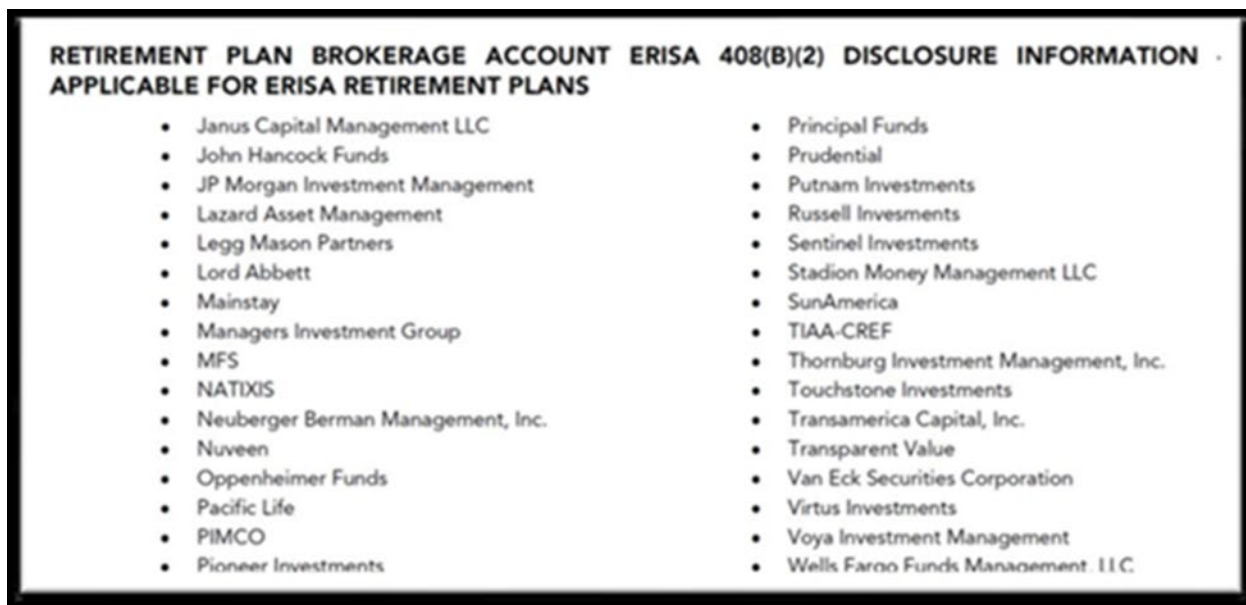 RETIREMENT PLAN BROKERAGE ACCOUNT ERISA 408(B)(2) DISCLOSURE INFORMATION -
APPLICABLE FOR ERISA RETIREMENT PLANS
• Janus Capital Management LLC
• John Hancock Funds
• JP Morgan Investment Management
• Lazard Asset Management
• Legg Mason Partners
• Lord Abbett
• Mainstay
• Managers Investment Group
• MFS
• NATIXIS
• Neuberger Berman Management, Inc.
• Nuveen
• Oppenheimer Funds
• Pacific Life
• PIMCO
• Pioneer Investments
• Principal Funds
• Prudential
• Putnam Investments
• Russell Invesments
• Sentinel Investments
• Stadion Money Management LLC
• SunAmerica
• TIAA-CREF
• Thornburg Investment Management, Inc.
• Touchstone Investments
• Transamerica Capital, Inc.
• Transparent Value
• Van Eck Securities Corporation
• Virtus Investments
• Voya Investment Management
• Wells Fargo Funds Management, LLC